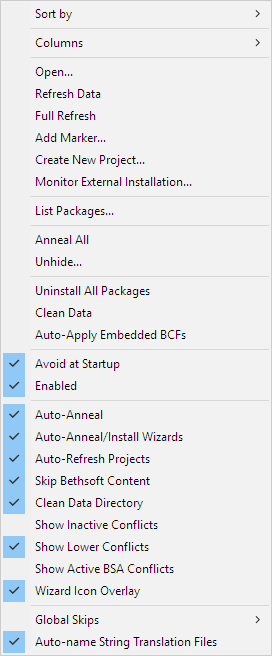 Sort by
Columns
Open...
Refresh Data
Full Refresh
Add Marker...
Create New Project...
Monitor External Installation...
List Packages...
Anneal All
Unhide...
Uninstall All Packages
Clean Data
Auto-Apply Embedded BCFs
Avoid at Startup
Enabled
Auto-Anneal
Auto-Anneal/Install Wizards
Auto-Refresh Projects
Skip Bethsoft Content
Clean Data Directory
Show Inactive Conflicts
Show Lower Conflicts
Show Active BSA Conflicts
Wizard Icon Overlay
Global Skips
Auto-name String Translation Files